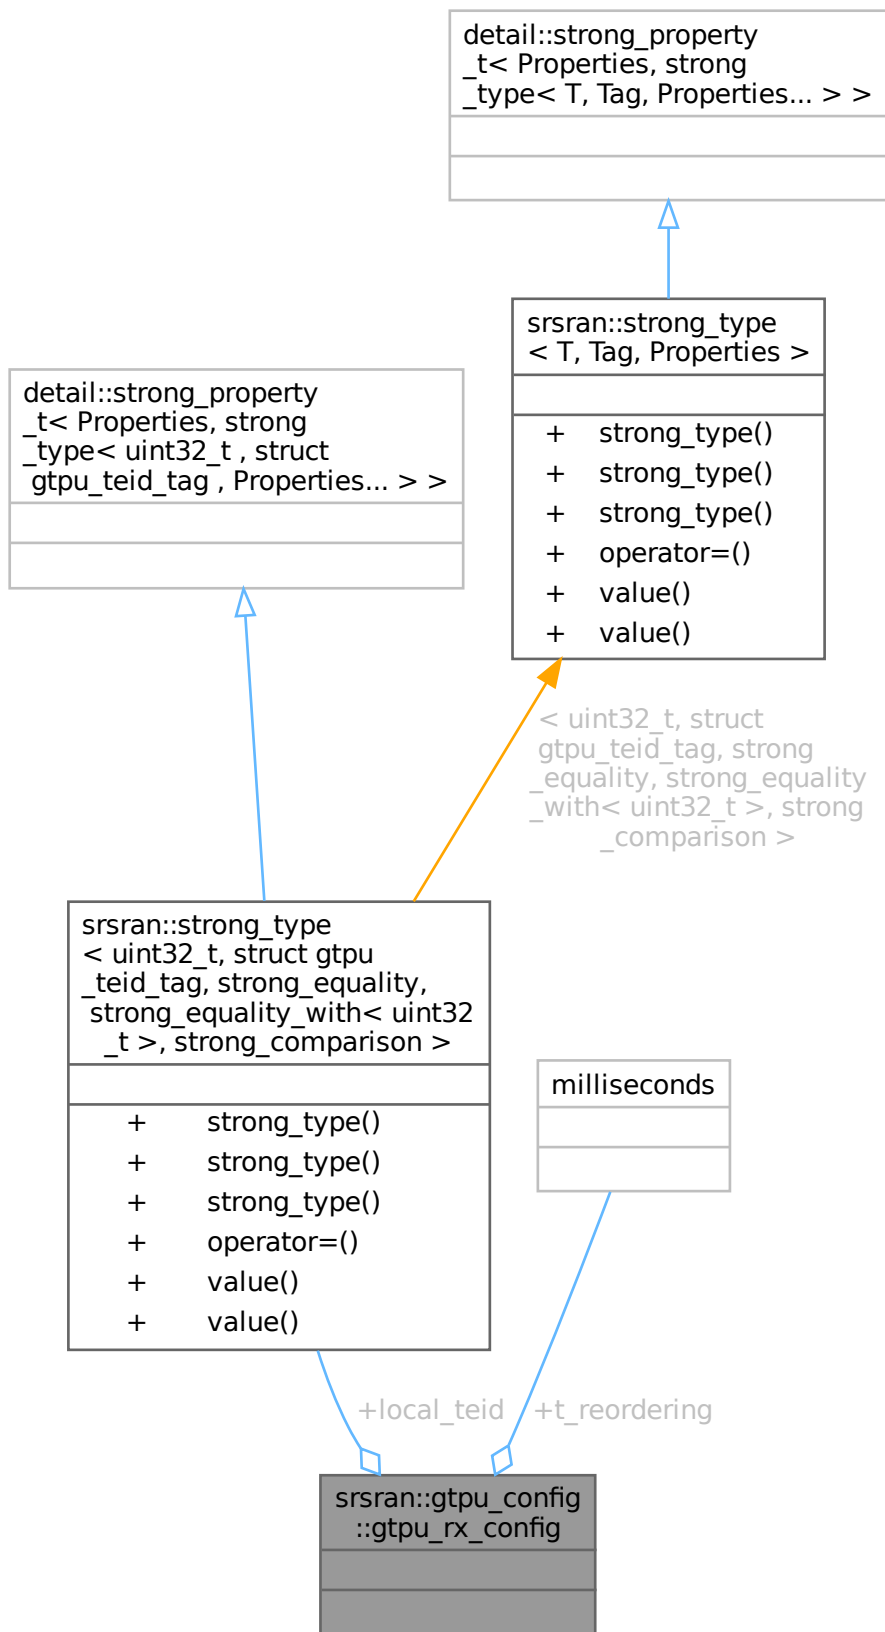 detail::strong_property
_t< Properties, strong
_type< T, Tag, Properties... > >
srsran::strong_type
< T, Tag, Properties >
+ strong_type()
+ strong_type()
+ strong_type()
+ operator=()
+ value()
+ value()
detail::strong_property
_t< Properties, strong
_type< uint32_t , struct
gtpu_teid_tag , Properties... > >
< uint32_t, struct
gtpu_teid_tag, strong
_equality, strong_equality
_with< uint32_t >, strong
_comparison >
srsran::strong_type
< uint32_t, struct gtpu
_teid_tag, strong_equality,
strong_equality_with< uint32
_t >, strong_comparison >
+ strong_type()
+ strong_type()
+ strong_type()
+ operator=()
+ value()
+ value()
milliseconds
+local_teid
+t_reordering
srsran::gtpu_config
::gtpu_rx_config